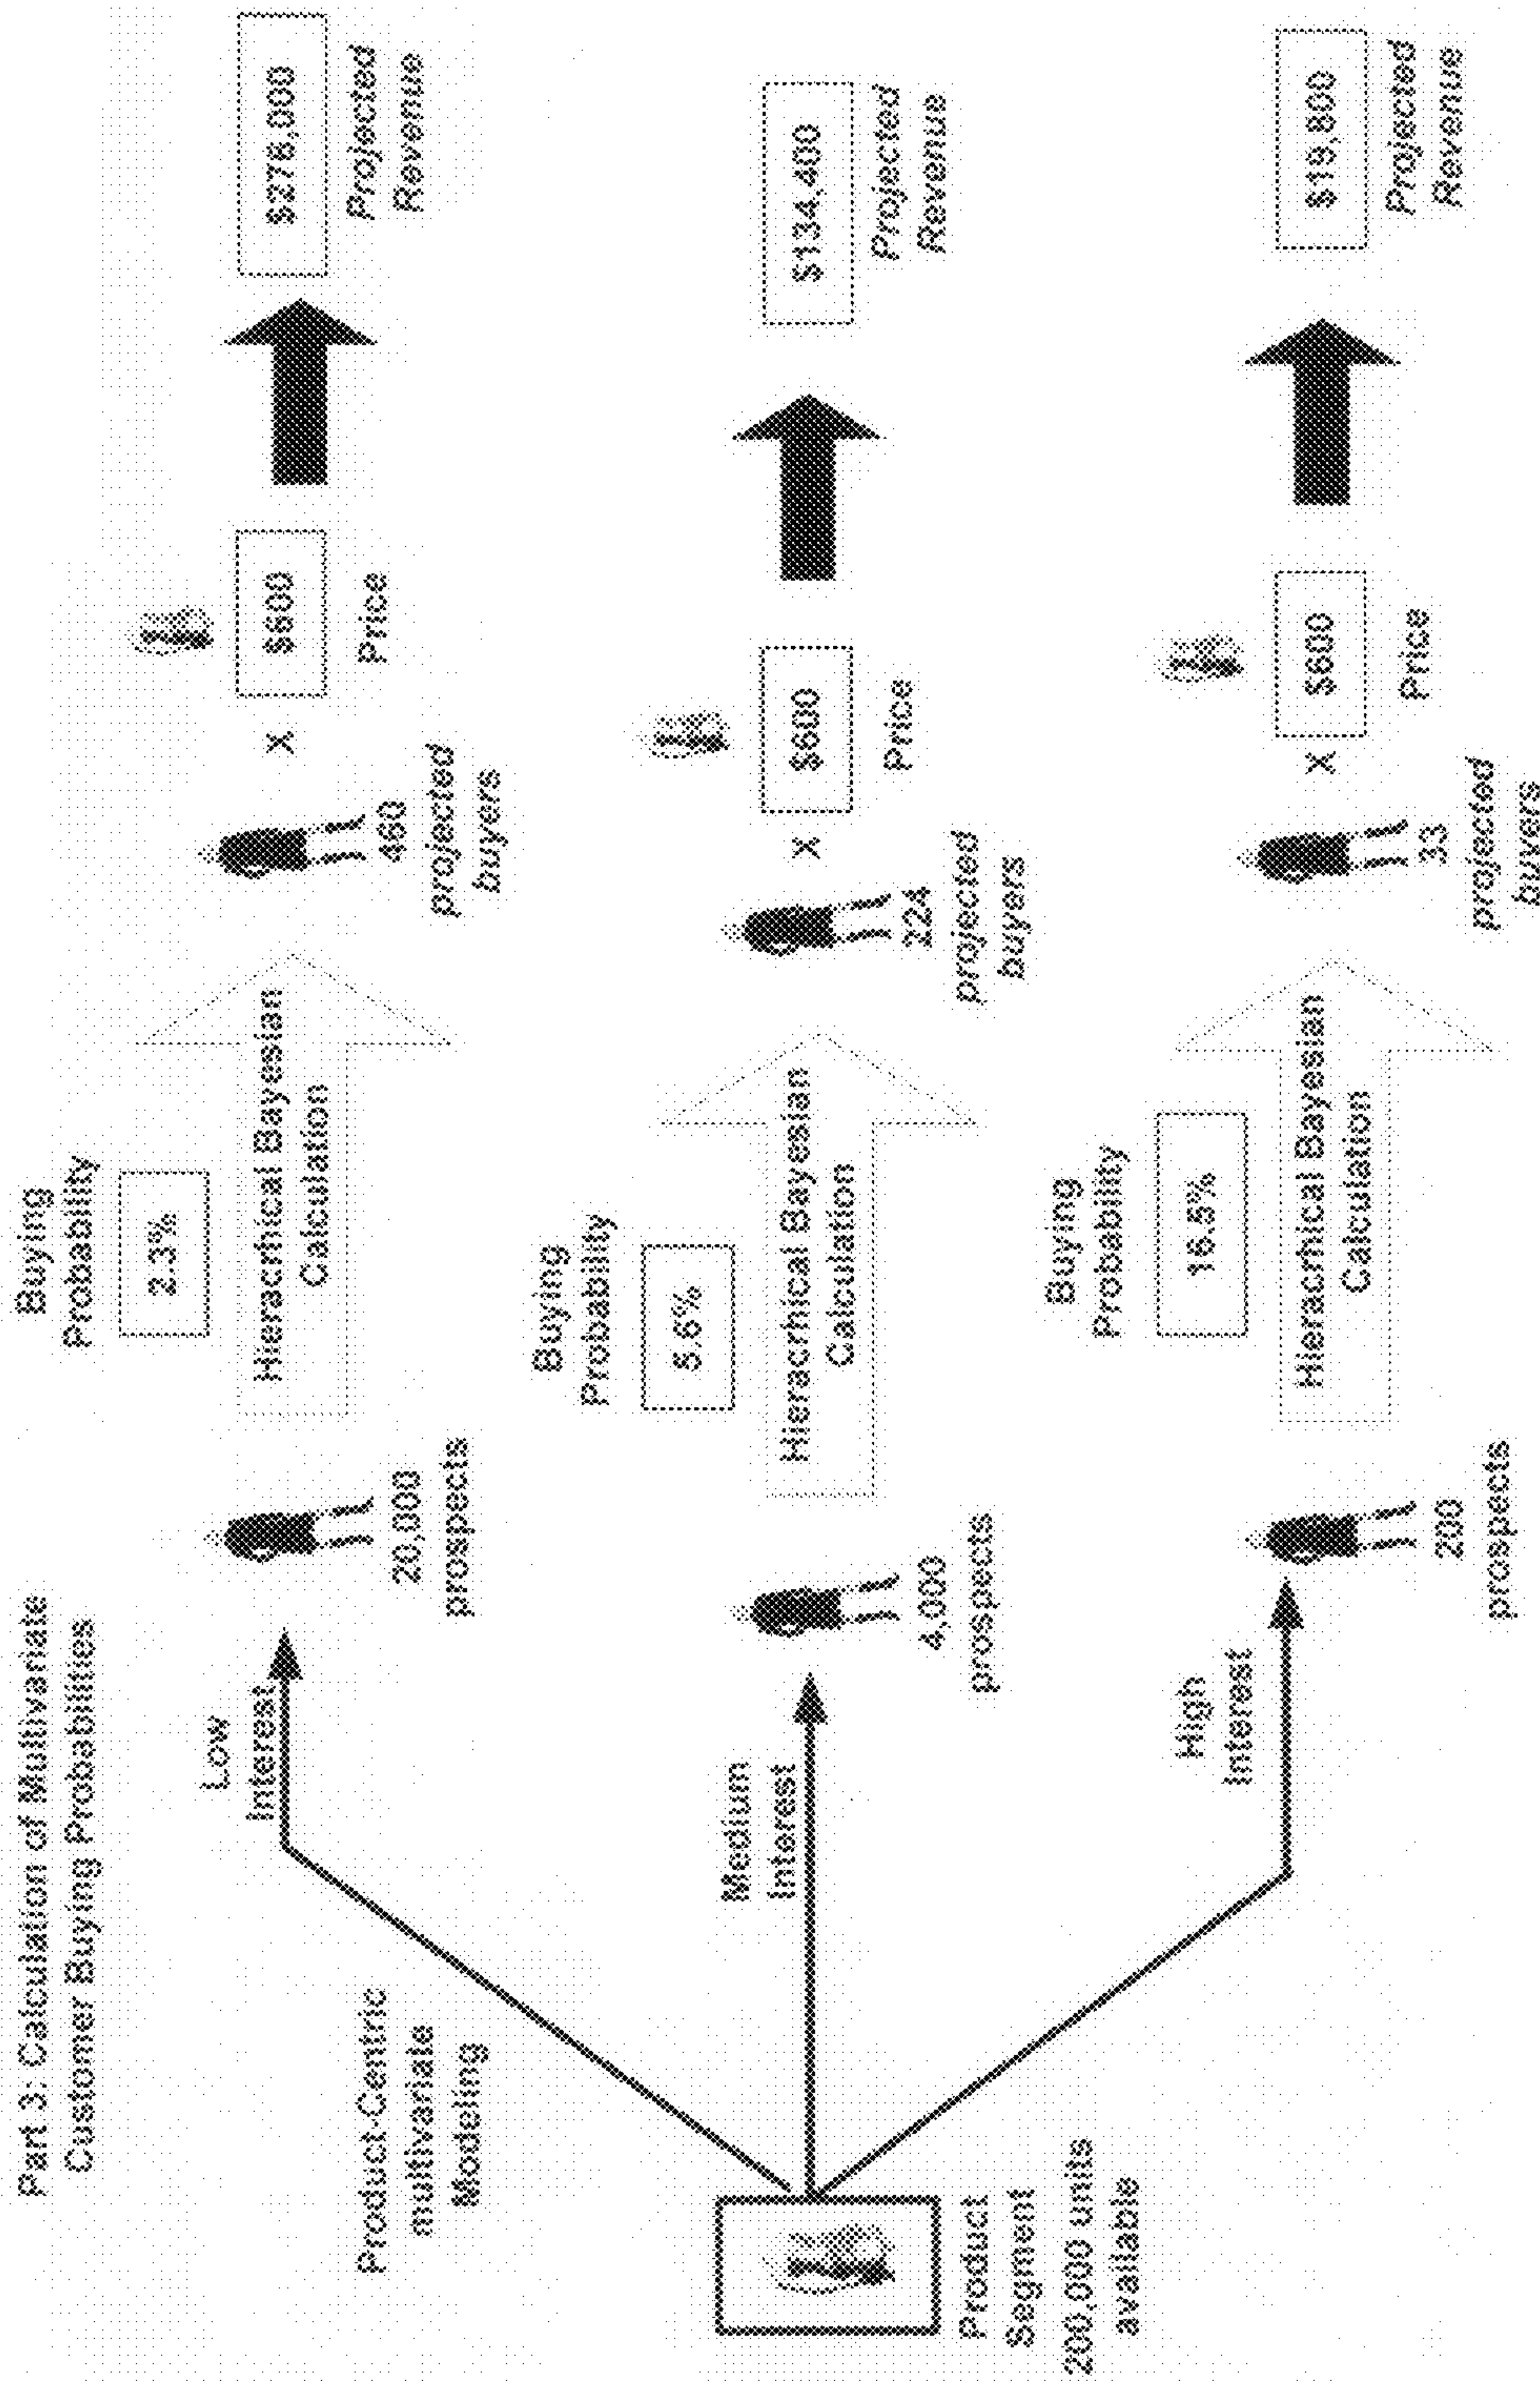 Part 3: Calculation of Multivariate
Customer Buying Probabilities
Product-Centric
multivariate
Modeling
Product
Segment
200,000 units
available
Low
Interest
20,000
prospects
Buying
Probability
2.3%
Hieracrhical Bayesian
Calculation
460
projected
buyers
X
$600
Price
$276,000
Projected
Revenue
Medium
Interest
4,000
prospects
Buying
Probability
5.6%
Hieracrhical Bayesian
Calculation
224
projected
buyers
X
$600
Price
$134,400
Projected
Revenue
High
Interest
200
prospects
Buying
Probability
16.5%
Hieracrhical Bayesian
Calculation
33
projected
buyers
X
$600
Price
$19,800
Projected
Revenue